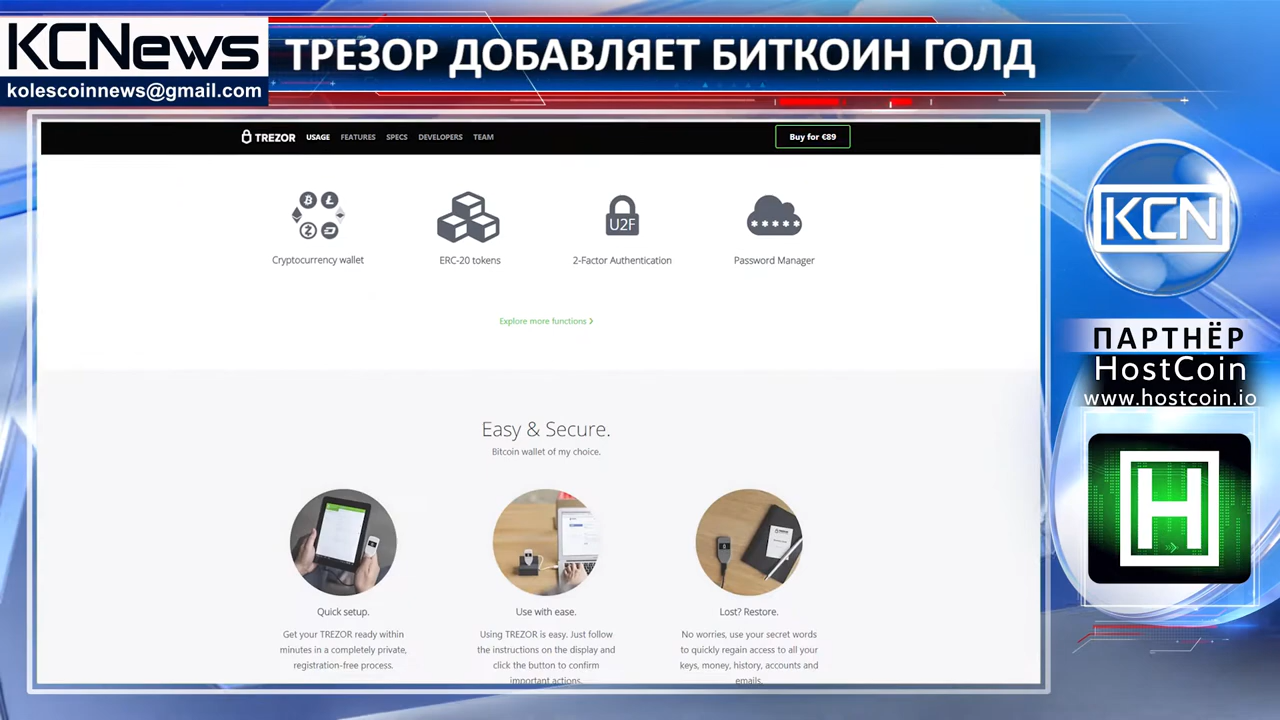 KCNews
kolescoinnews@gmail.com
ТРЕЗОР ДОБАВЛЯЕТ БИТКОИН ГОЛД
TREZOR USAGE FEATURES SPECS DEVELOPERS TEAM Buy for €89
U2F
Cryptocurrency wallet ERC-20 tokens 2-Factor Authentication Password Manager
Explore more functions
Easy & Secure.
Bitcoin wallet of my choice.
Quick setup. Use with ease. Lost? Restore.
Get your TREZOR ready within
minutes in a completely private,
registration-free process.
Using TREZOR is easy. Just follow
the instructions on the display and
click the button to confirm
important actions.
No worries, use your secret words
to quickly regain access to all your
keys, money, history, accounts and
emails.
KCN
ПАРТНЁР
HostCoin
www.hostcoin.io
H